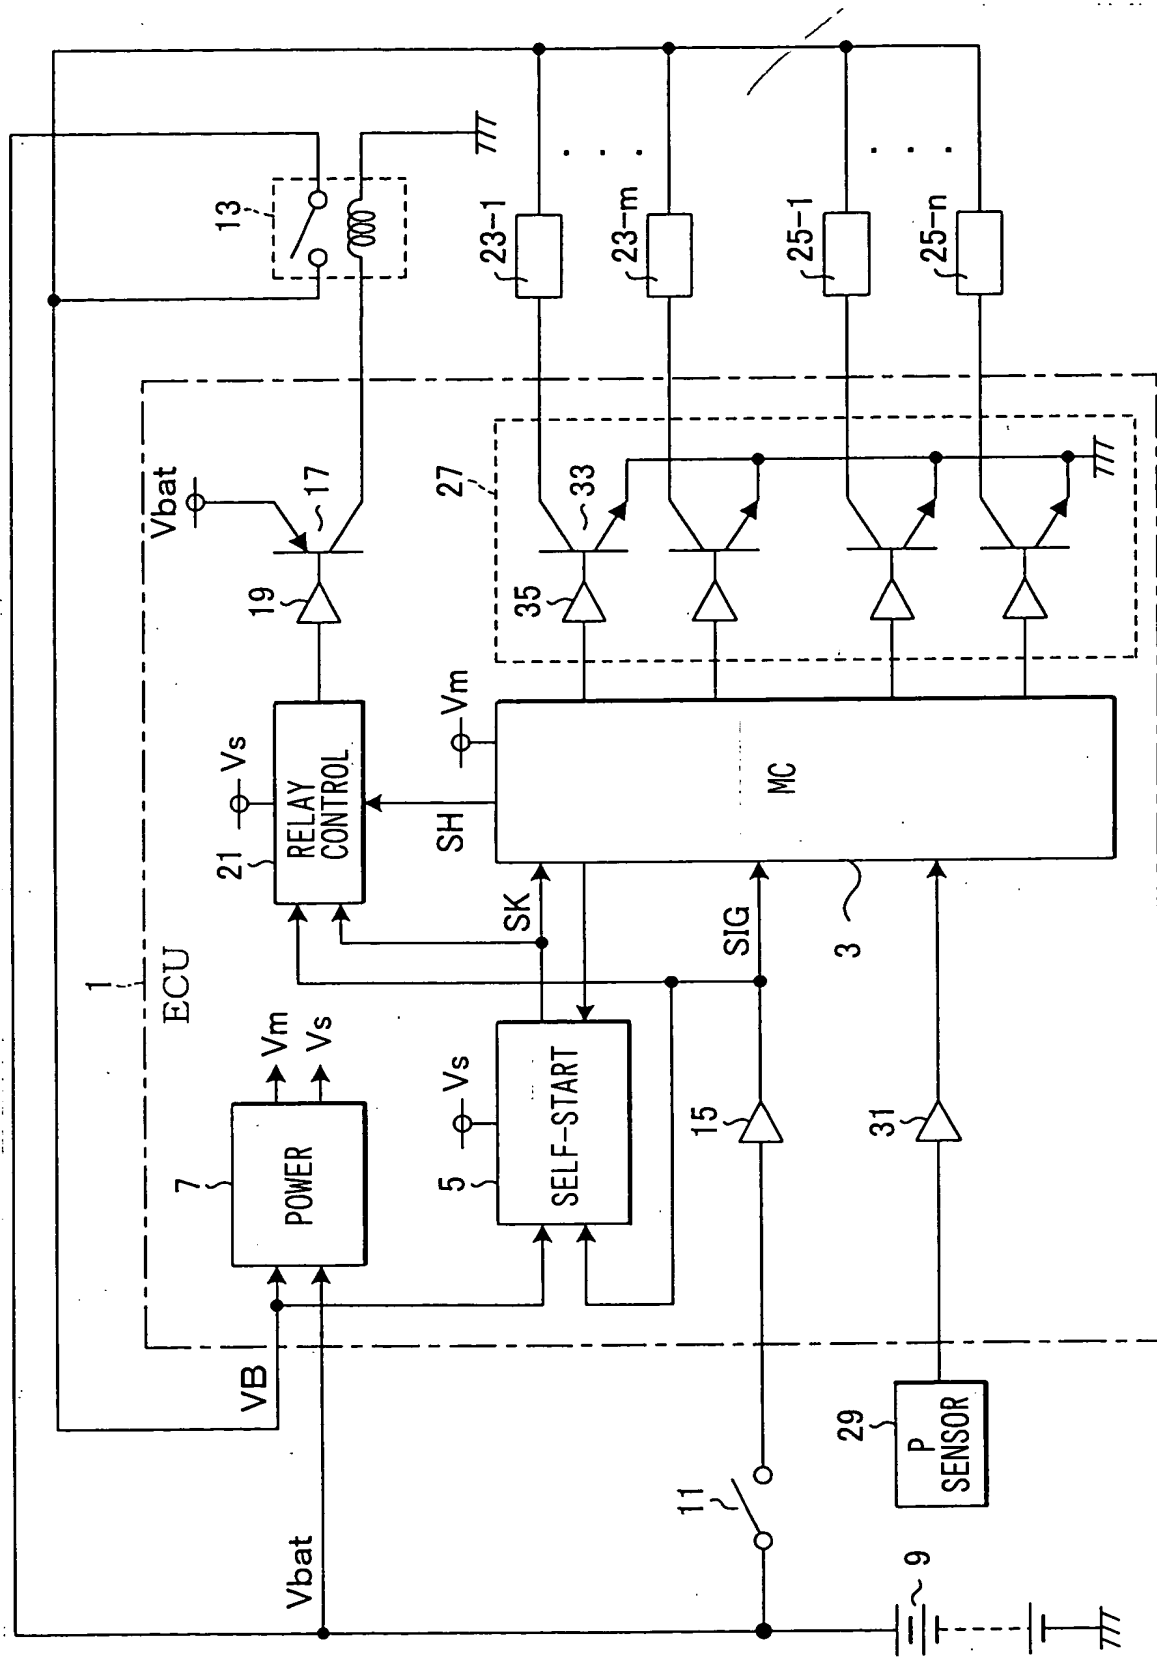 1
ECU
Vbat
VB
7
POWER
Vm
Vs
21
RELAY
CONTROL
Vs
19
Vbat
17
13
5
SELF-START
Vs
SK
SH
Vm
11
15
SIG
3
MC
9
29
P
SENSOR
31
27
35
33
23-1
23-m
25-1
25-n